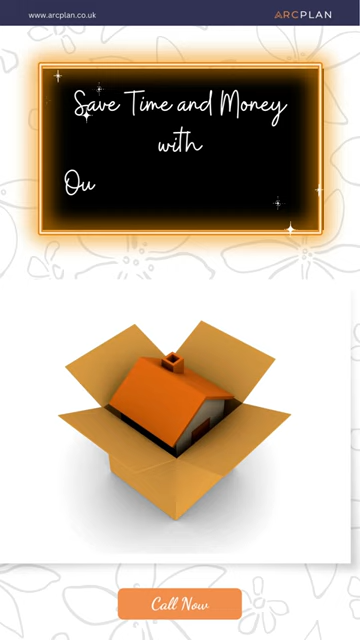 www.arcplan.co.uk
ARCPLAN
Save Time and Money
with
Ou
Call Now